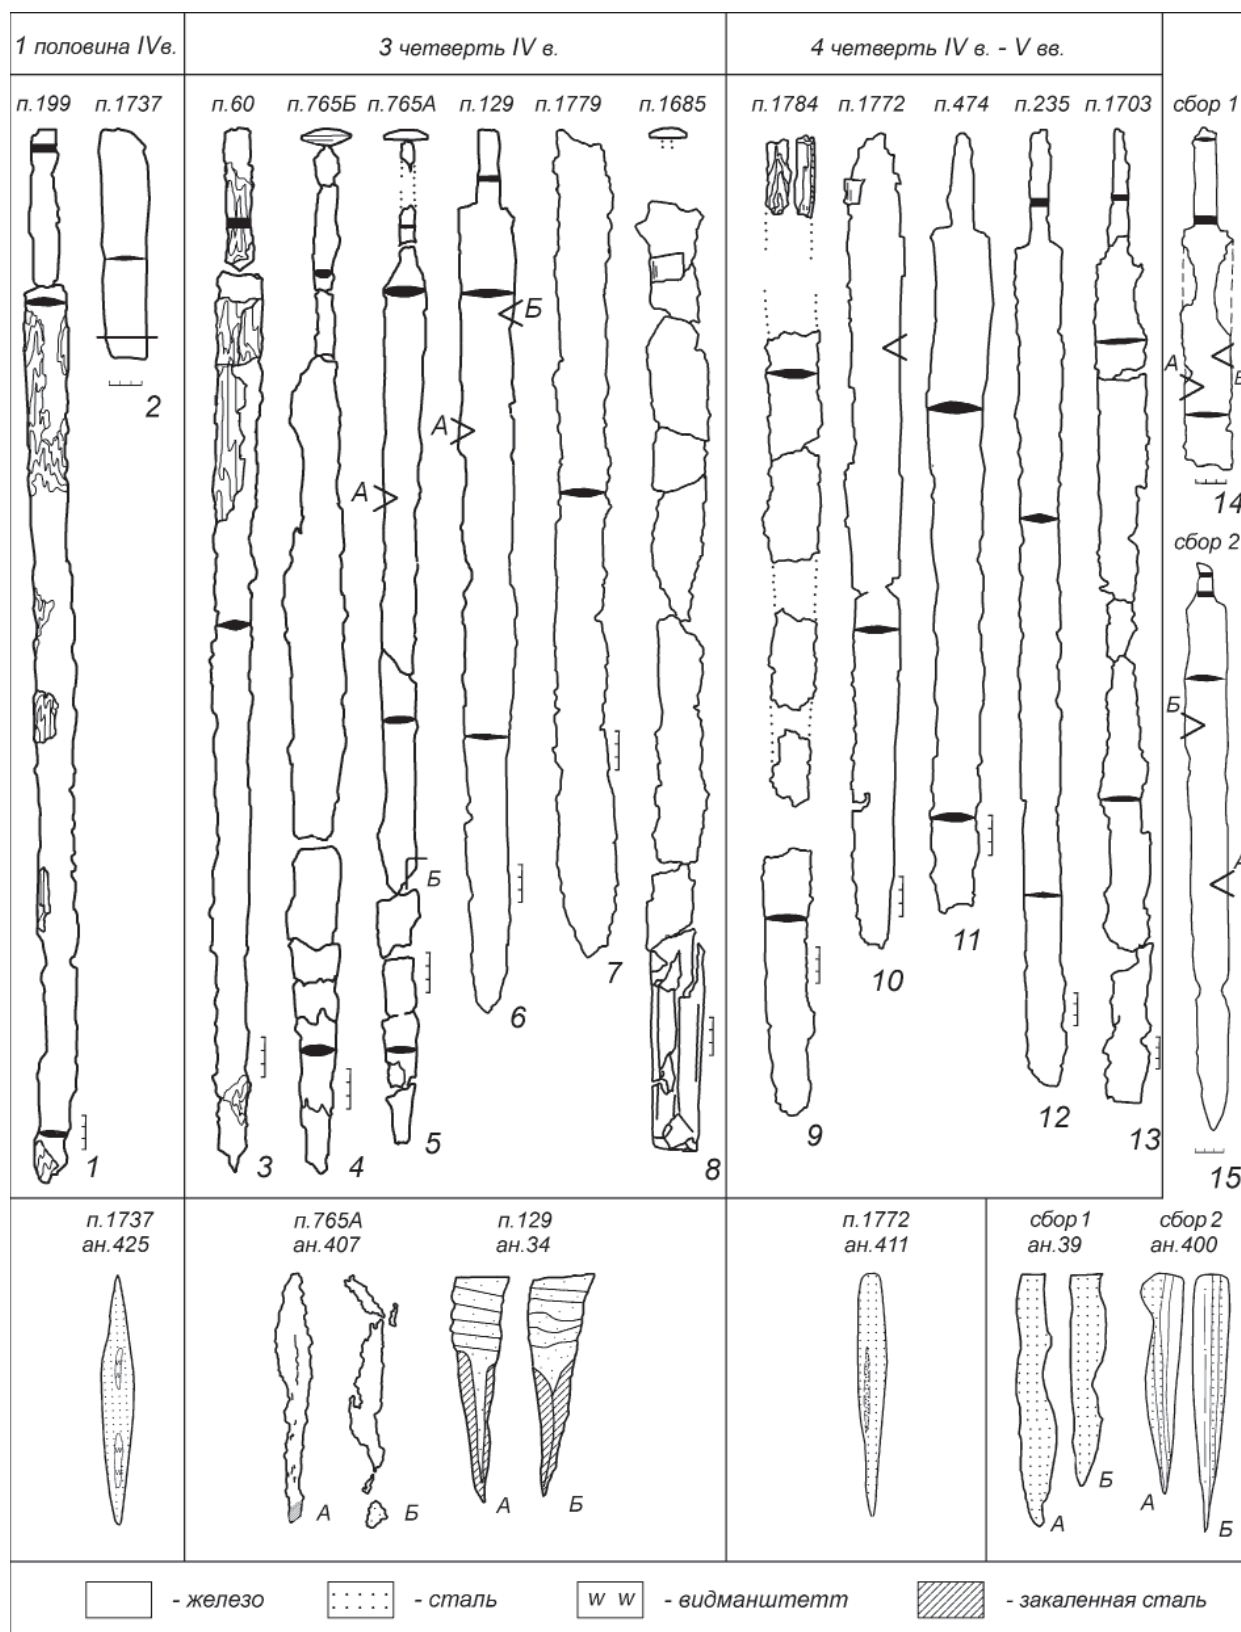 1 половина IVв.
3 четверть IV в.
4 четверть IV в. - V вв.
п.199
п.1737
п.60
п.765Б
п.765А
п.129
п.1779
п.1685
п.1784
п.1772
п.474
п.235
п.1703
сбор 1
Б
А
А
А
Б
2
14
сбор 2
Б
А
Б
1
3
4
5
6
7
8
9
10
11
12
13
15
п.1737
ан.425
п.765А
ан.407
п.129
ан.34
п.1772
ан.411
сбор 1
ан.39
сбор 2
ан.400
w
w
w w
w w
А
Б
А
Б
А
Б
А
Б
- железо
- сталь
w w
- видманштетт
- закаленная сталь